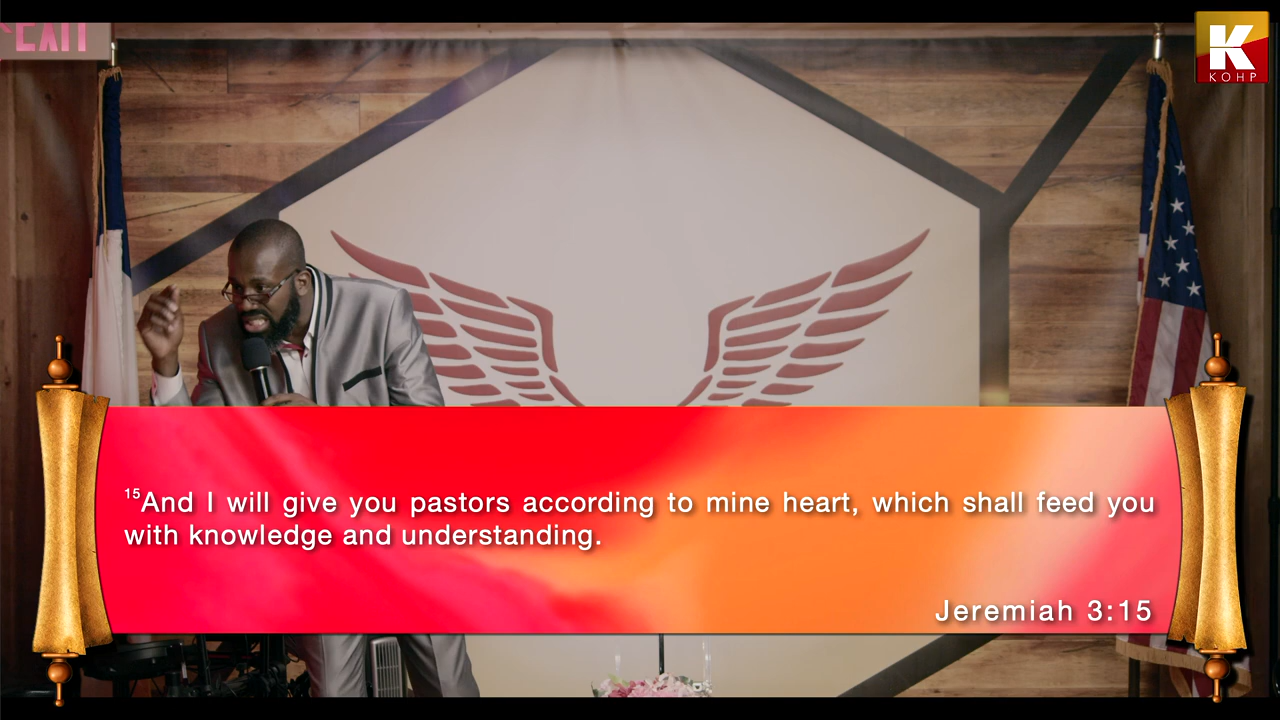 EXIT
K
KOHP
15And I will give you pastors according to mine heart, which shall feed you
with knowledge and understanding.
Jeremiah 3:15